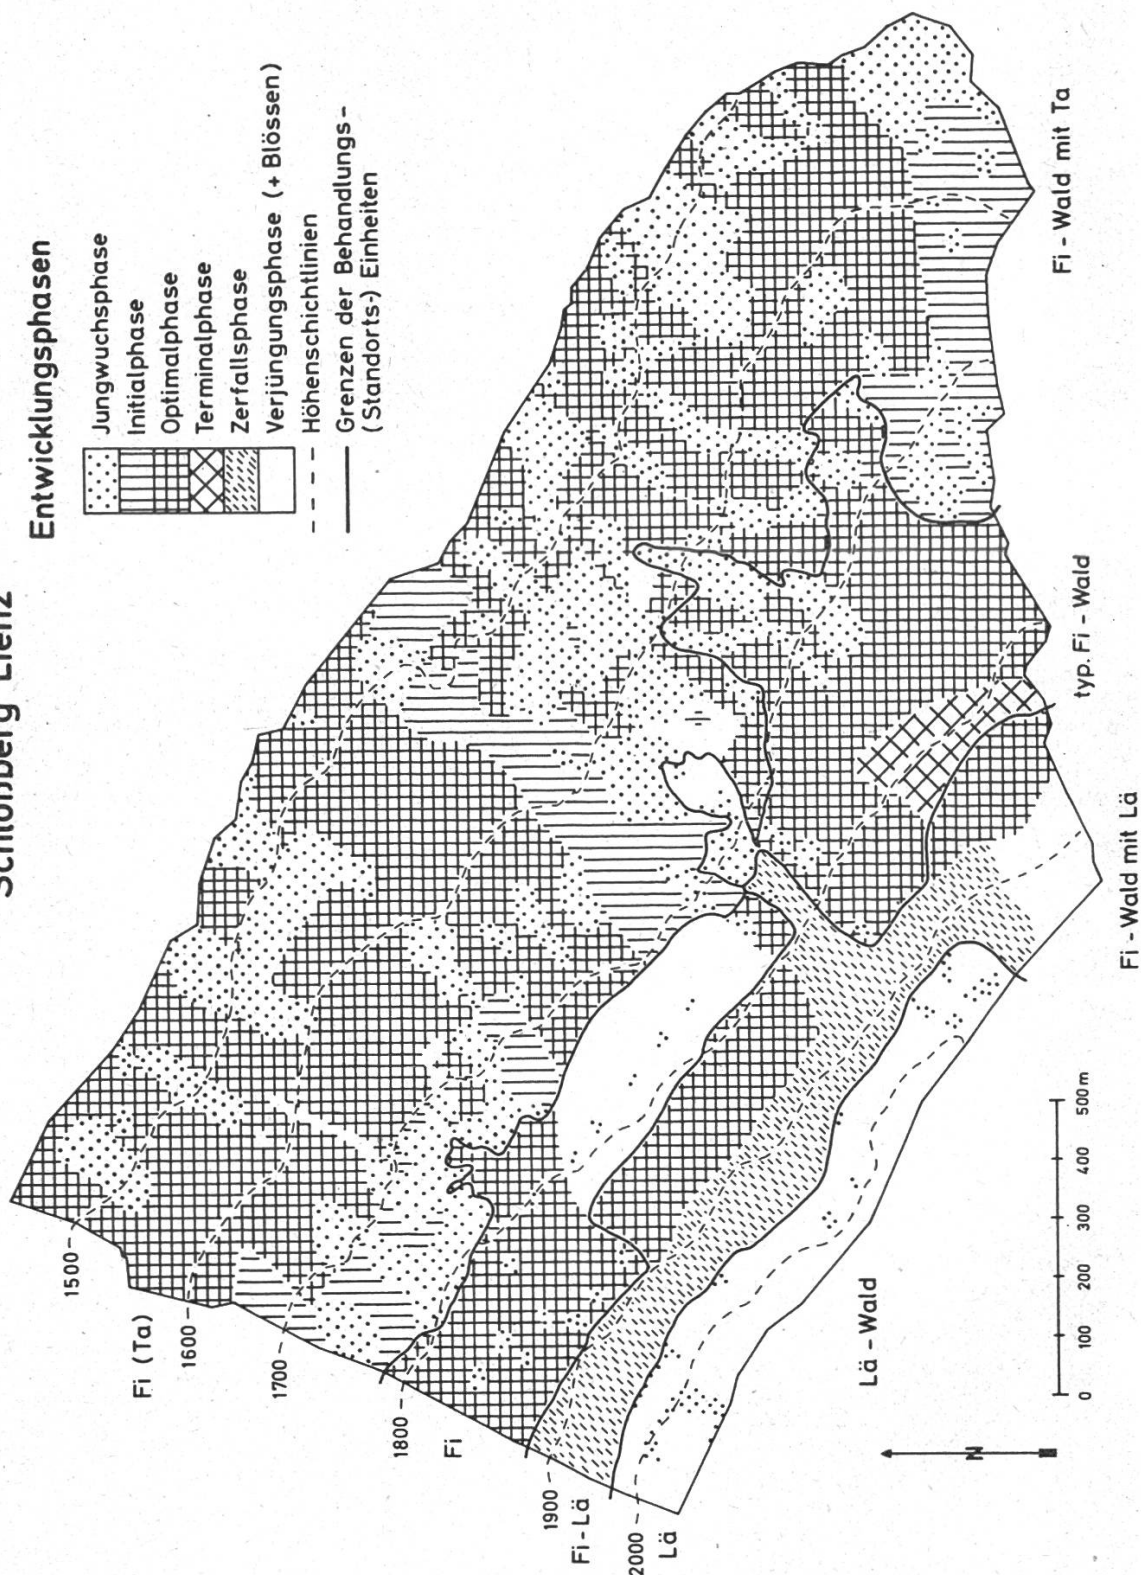 Schloßberg Lienz
Entwicklungsphasen
Jungwuchsphase
Initialphase
Optimalphase
Terminalphase
Zerfallsphase
Verjüngungsphase (+ Blössen)
Höhenschichtlinien
Grenzen der Behandlungs-
(Standorts-) Einheiten
1500
Fi (Ta)
1600
1700
1800
Fi
1900
Fi - Lä
2000
Lä
Lä - Wald
Fi - Wald mit Lä
typ. Fi - Wald
Fi - Wald mit Ta
0 100 200 300 400 500 m
N